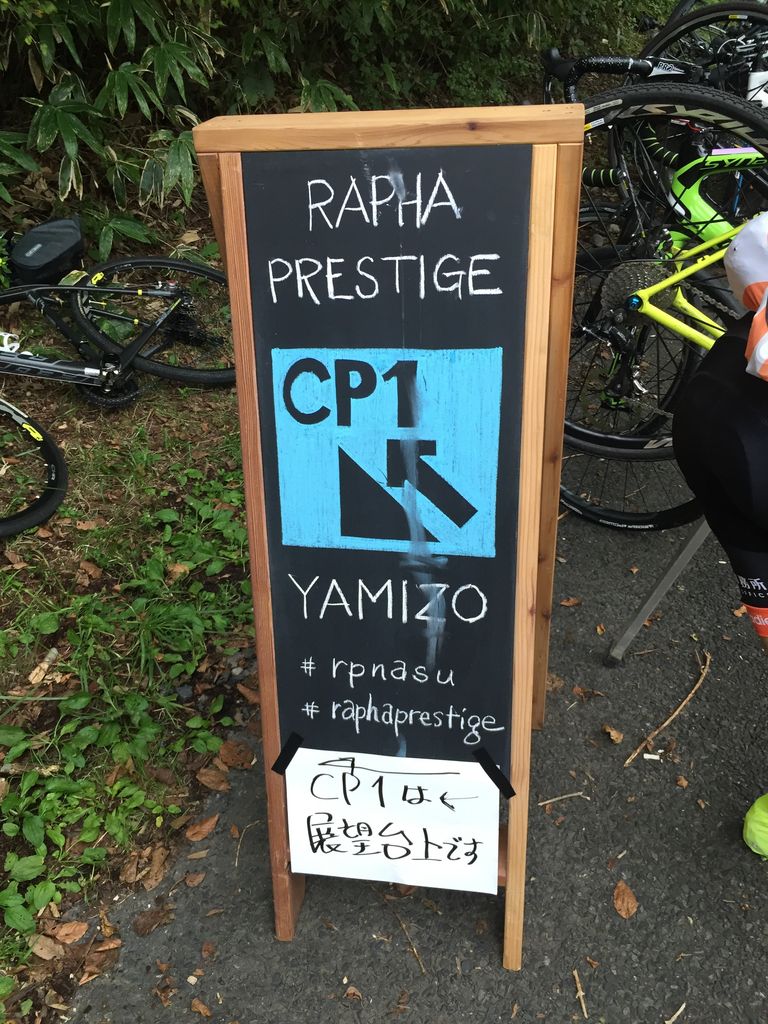 RAPHA
PRESTIGE
CP1
YAMIZO
# rpnasu
# raphaprestige
CP1は
展望台上です